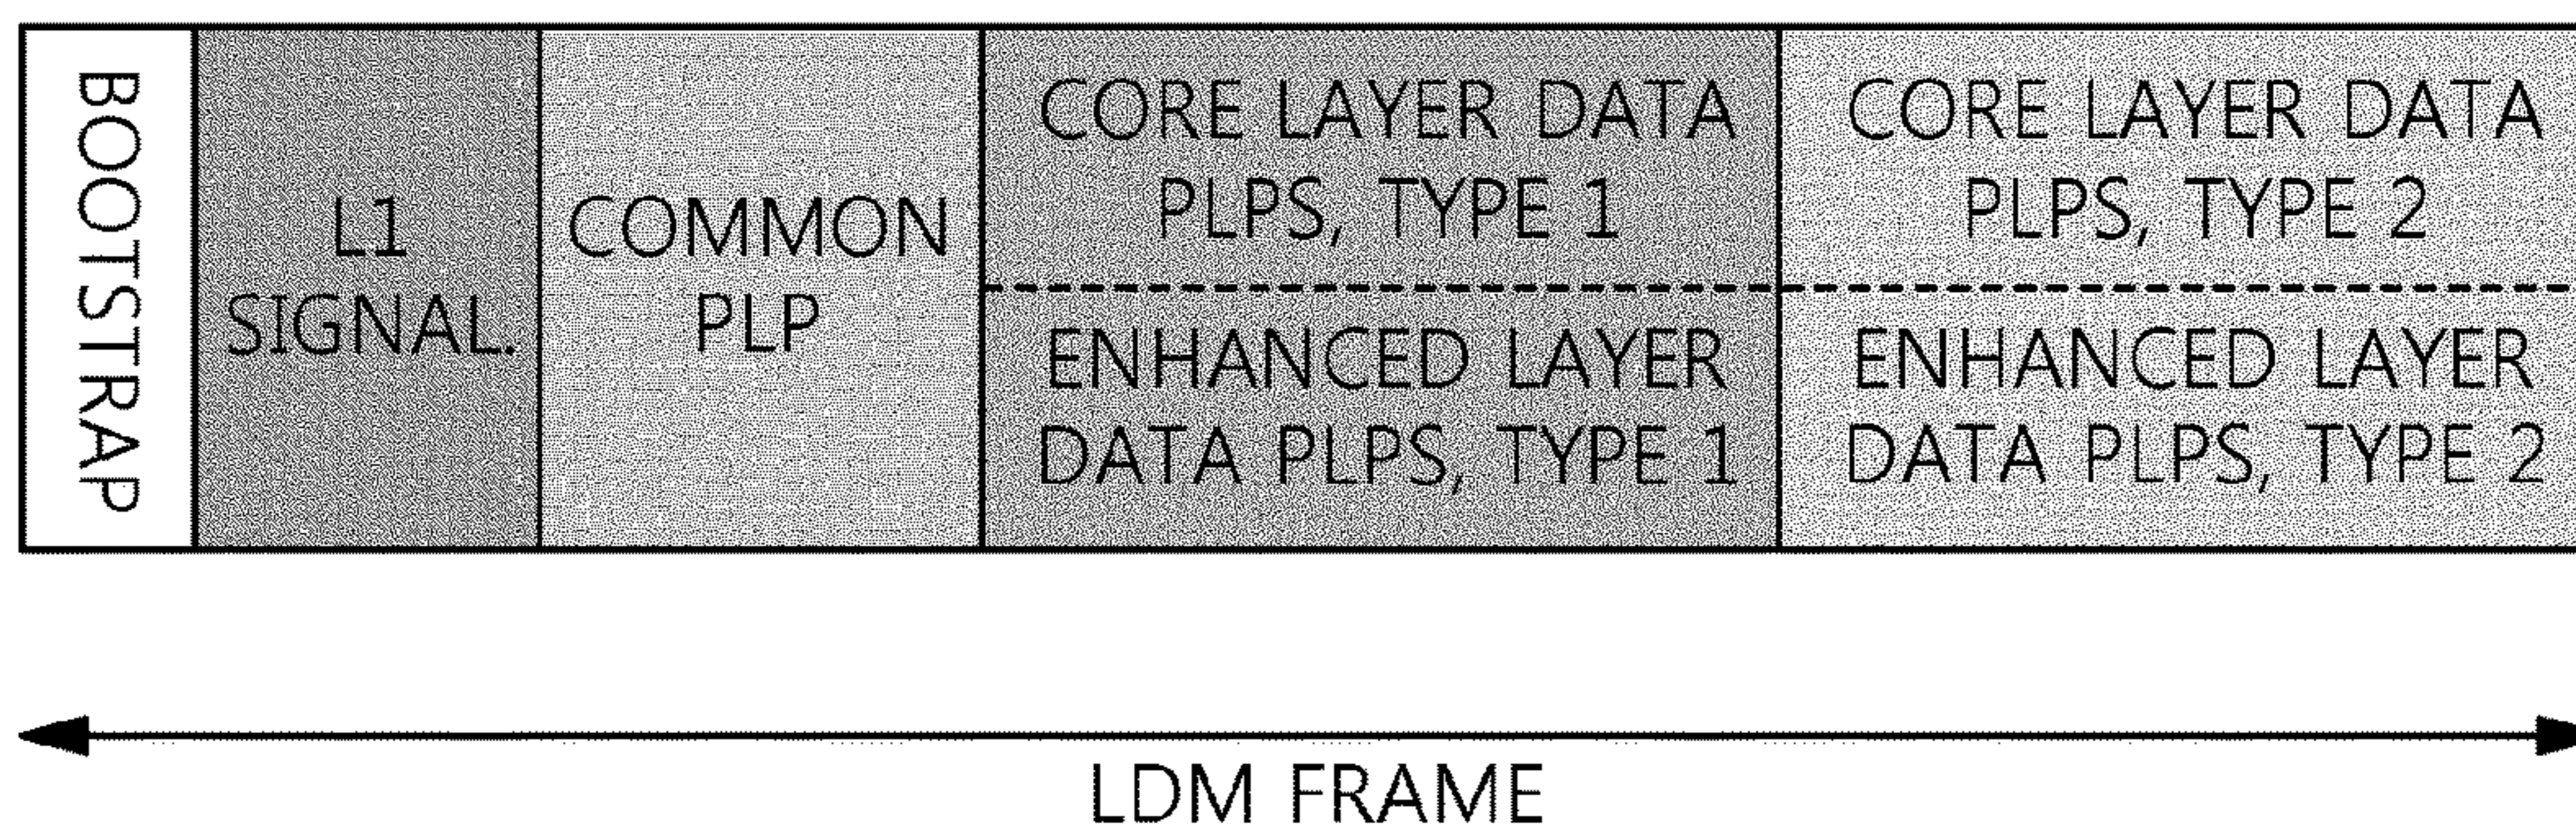 BOOTSTRAP
L1
SIGNAL.
COMMON
PLP
CORE LAYER DATA
PLPS, TYPE 1
ENHANCED LAYER
DATA PLPS, TYPE 1
CORE LAYER DATA
PLPS, TYPE 2
ENHANCED LAYER
DATA PLPS, TYPE 2
LDM FRAME